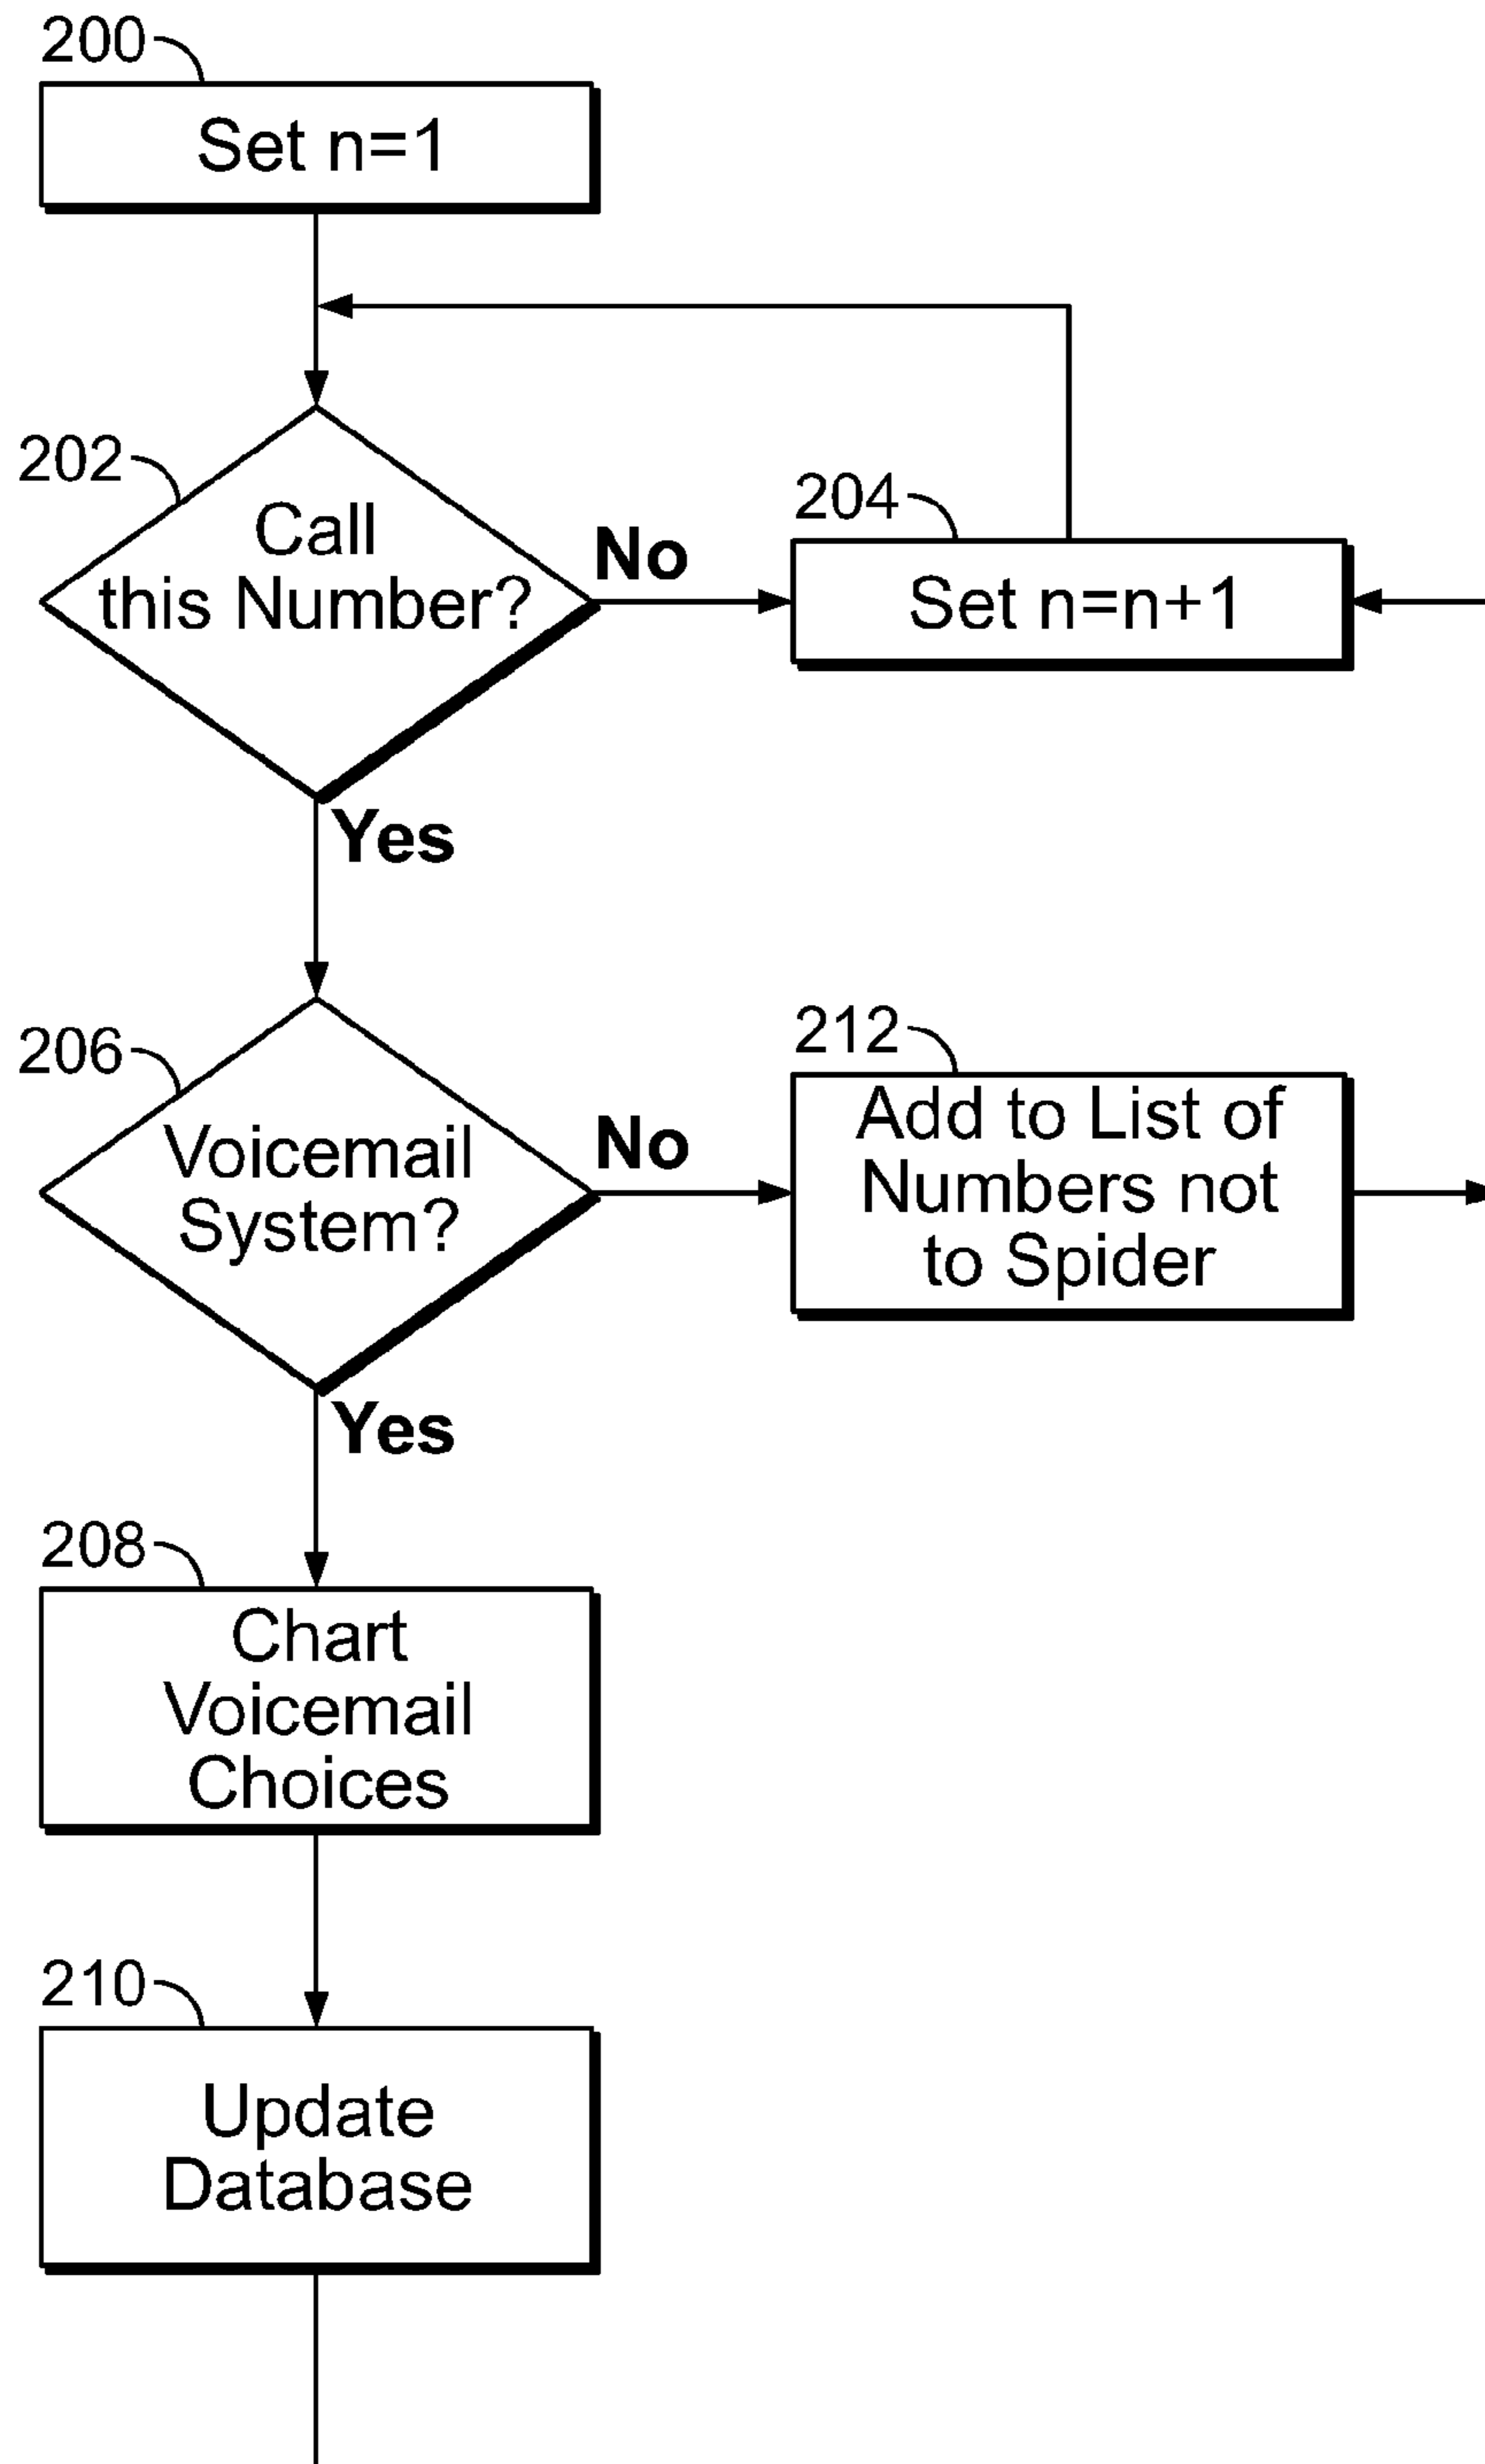 200
Set n=1
202
Call
this Number?
No
204
Set n=n+1
Yes
206
Voicemail
System?
No
212
Add to List of
Numbers not
to Spider
Yes
208
Chart
Voicemail
Choices
210
Update
Database